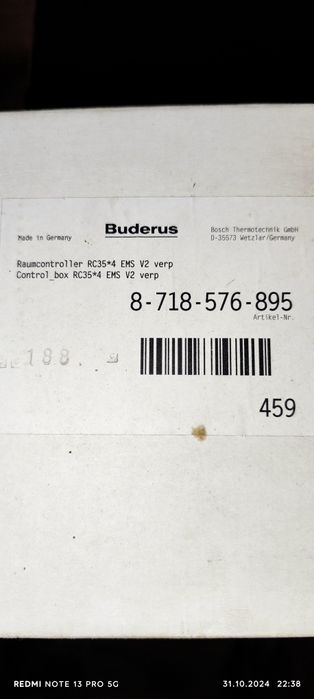 Made in Germany
Buderus
Bosch Thermotechnik GmbH
D-35573 Wetzlar/Germany
Raumcontroller RC35*4 EMS V2 verp
Control_box RC35*4 EMS V2 verp
8-718-576-895
Artikel-Nr.
188
459
REDMI NOTE 13 PRO 5G
31.10.2024 22:38